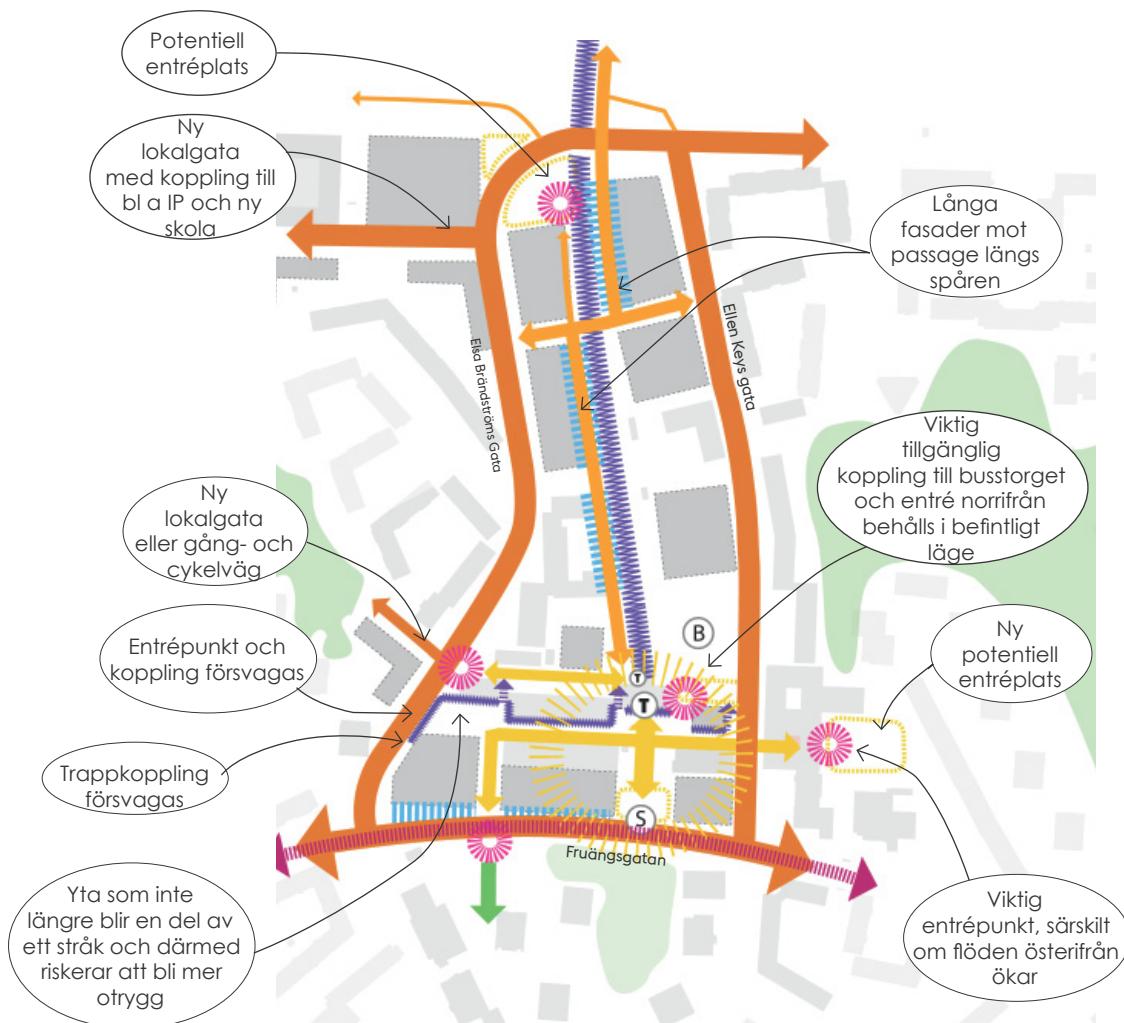 Potentiell
entréplats
Ny
lokalgata
med koppling till
bl a IP och ny
skola
Långa
fasader mot
passage längs
spåren
Elsa Brändströms Gata
Ellen Keys gata
Viktig
tillgänglig
koppling till busstorget
och entré norrifrån
behålls i befintligt
läge
Ny
lokalgata
eller gång- och
cykelväg
Entrépunkt och
koppling försvagas
Ny
potentiell
entréplats
B
T
T
Trappkoppling
försvagas
S
Fruängsgatan
Yta som inte
längre blir en del av
ett stråk och därmed
riskerar att bli mer
otrygg
Viktig
entrépunkt, särskilt
om flöden österifrån
ökar